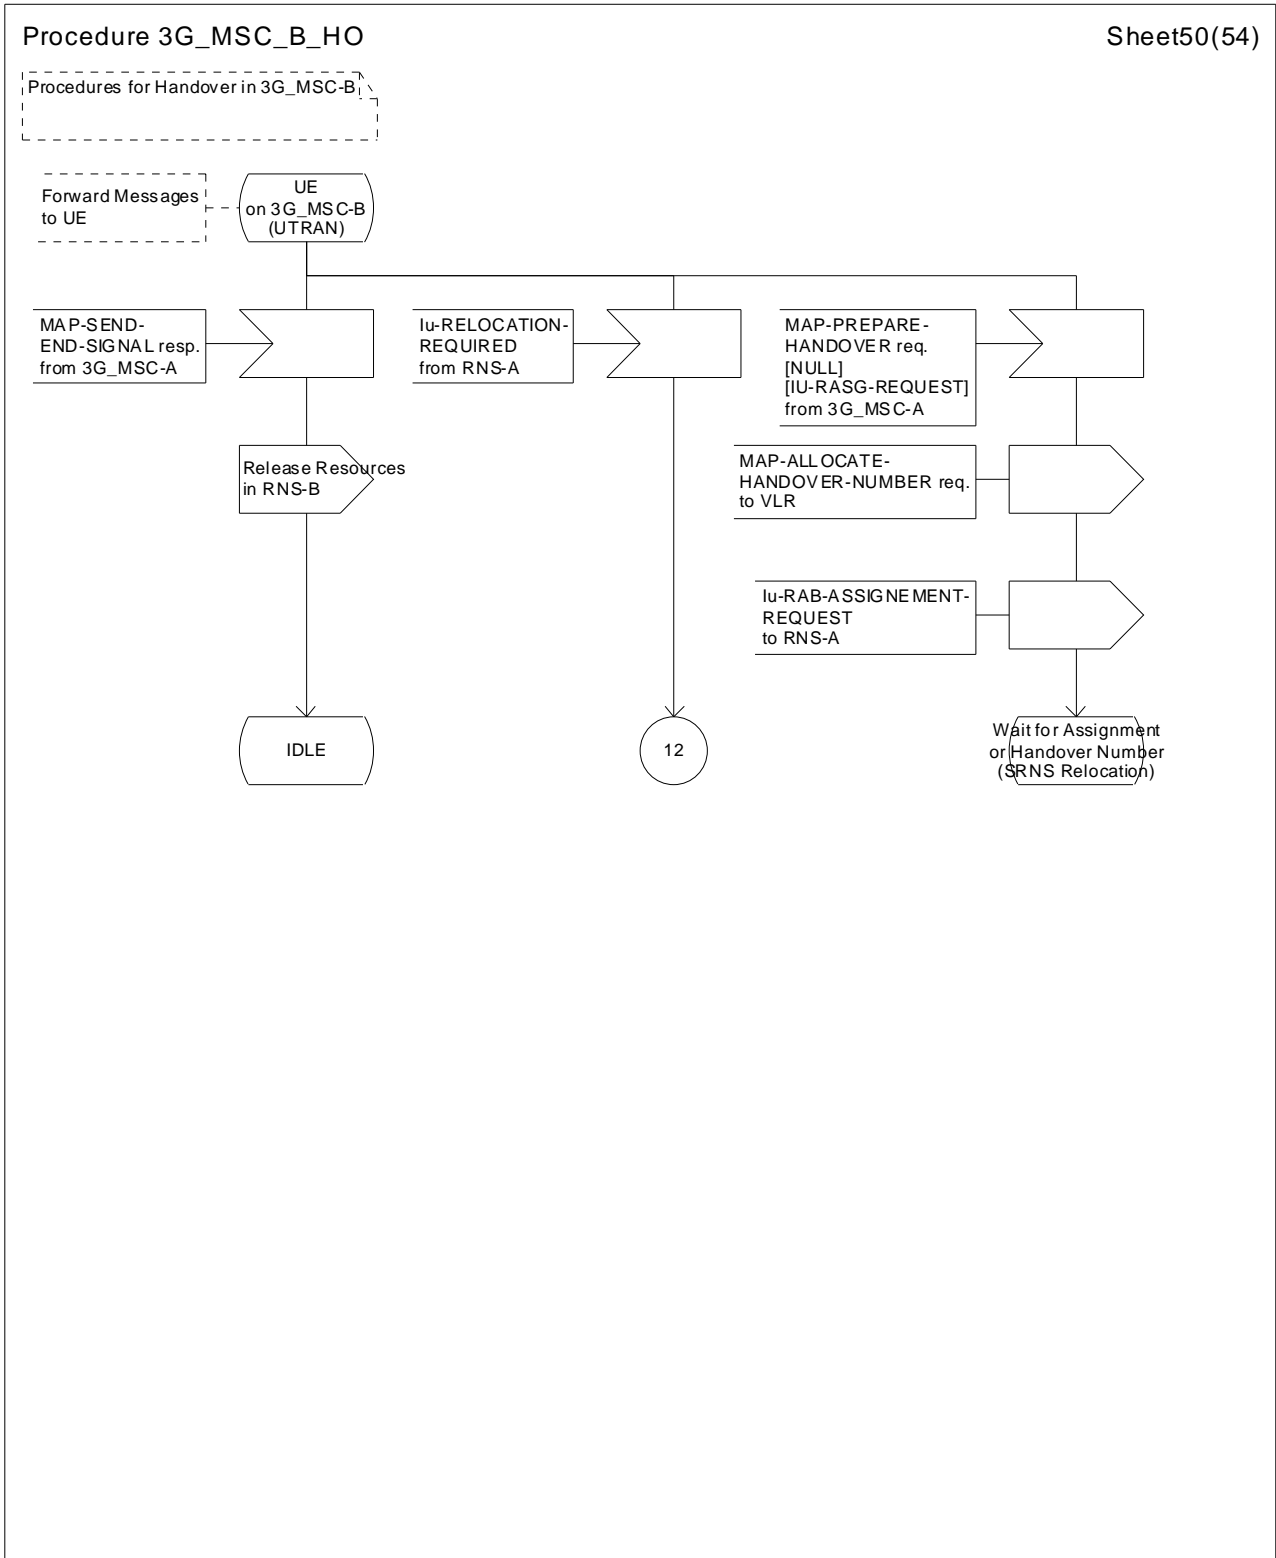 Procedure 3G_MSC_B_HO
Sheet50(54)
Procedures for Handover in 3G_MSC-B
Forward Messages
to UE
UE
on 3G_MSC-B
(UTRAN)
MAP-SEND-
END-SIGNAL resp.
from 3G_MSC-A
Iu-RELOCATION-
REQUIRED
from RNS-A
MAP-PREPARE-
HANDOVER req.
[NULL]
[IU-RASG-REQUEST]
from 3G_MSC-A
Release Resources
in RNS-B
MAP-ALLOCATE-
HANDOVER-NUMBER req.
to VLR
Iu-RAB-ASSIGNEMENT-
REQUEST
to RNS-A
IDLE
12
Wait for Assignment
or Handover Number
(SRNS Relocation)